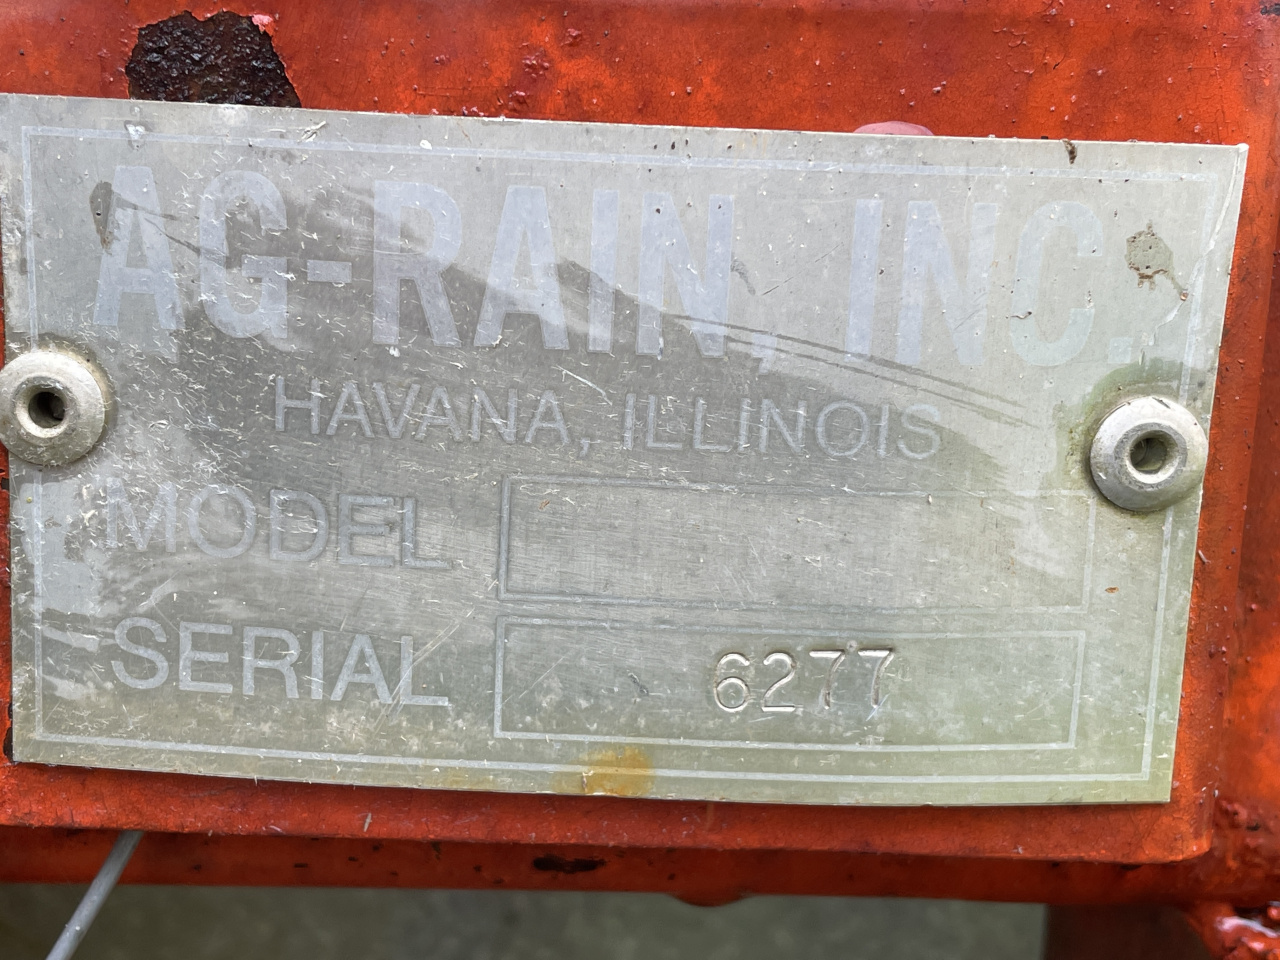 AG-RAIN, INC.
HAVANA, ILLINOIS
MODEL
SERIAL 6277